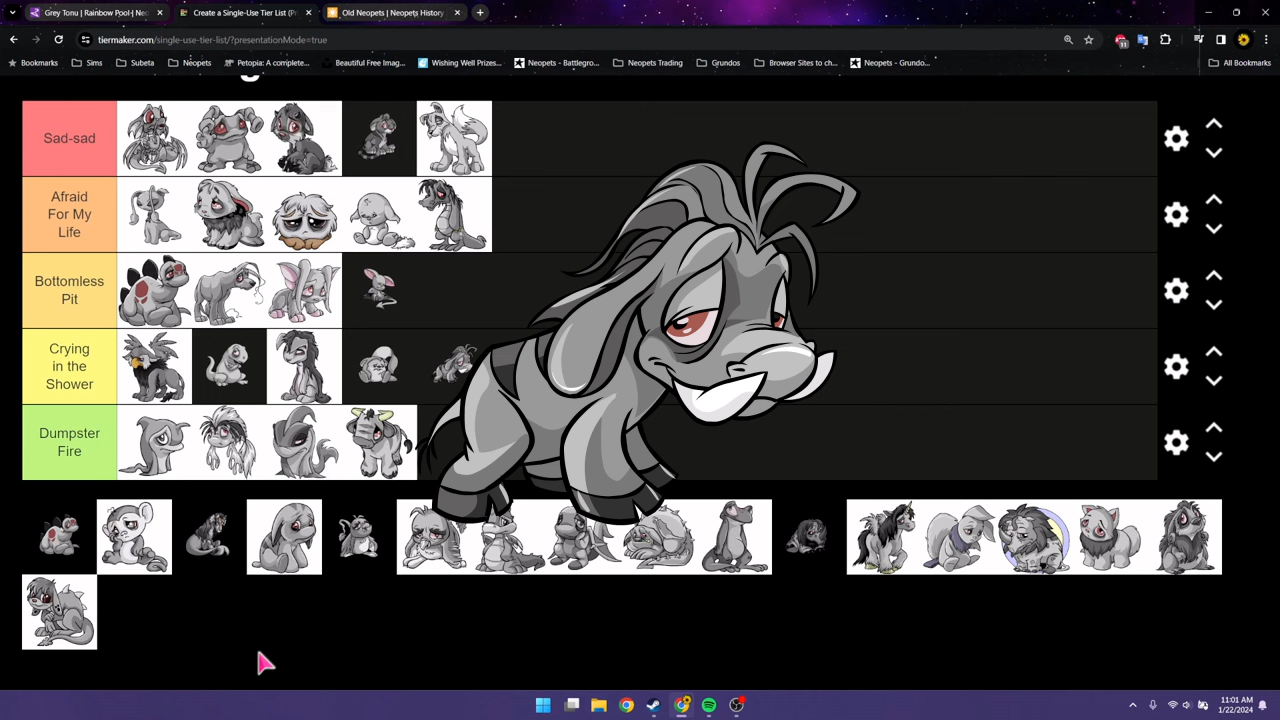 Grey Tonu | Rainbow Pool | Neo
Create a Single-Use Tier List (Pr
Old Neopets | Neopets History
tiermaker.com/single-use-tier-list/?presentationMode=true
11
Bookmarks
Sims
Subeta
Neopets
Petopia: A complete...
Beautiful Free Imag...
Wishing Well Prizes...
Neopets - Battlegro...
Neopets Trading
Grundos
Browser Sites to ch...
Neopets - Grundo...
All Bookmarks
Sad-sad
Afraid
For My
Life
Bottomless
Pit
Crying
in the
Shower
Dumpster
Fire
11:01 AM
1/22/2024